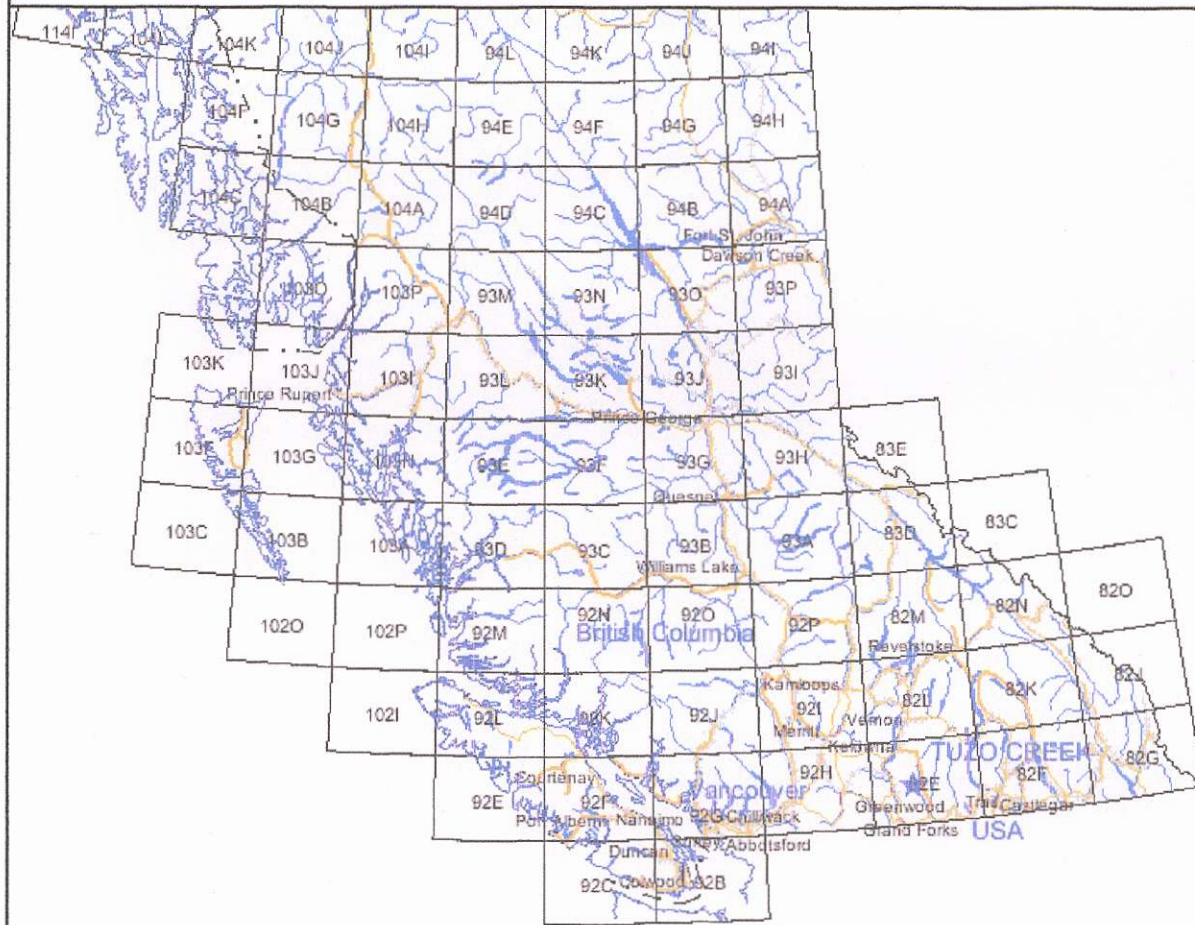 114I 104L 104K 104J 104I 94L 94K 94J 94I
104F 104G 104H 94E 94F 94G 94H
104C 104B 104A 94D 94C 94B 94A
Fort St. John
Dawson Creek
103O 103P 93M 93N 93O 93P
103K 103J 103I 93L 93K 93J 93I
Prince Rupert
Prince George
103F 103G 103H 93E 93F 93G 93H 83E
Quesnel
103C 103B 103A 93D 93C 93B 93A 83D 83C
Williams Lake
102O 102P 92M 92N 92O 92P 82M 82N 82O
British Columbia
Revelstoke
102I 92L 92K 92J 92I 82L 82K 82J
Kamloops
Merritt
Vernon
Kelowna
TUZO CREEK
92E 92F 92G 92H 82E 82F 82G
Courtenay
Vancouver
Port Alberni Nanaimo
Chilliwack
Greenwood
Trail Castlegar
Surrey Abbotsford
Grand Forks
USA
Duncan
Colwood
92C 92B